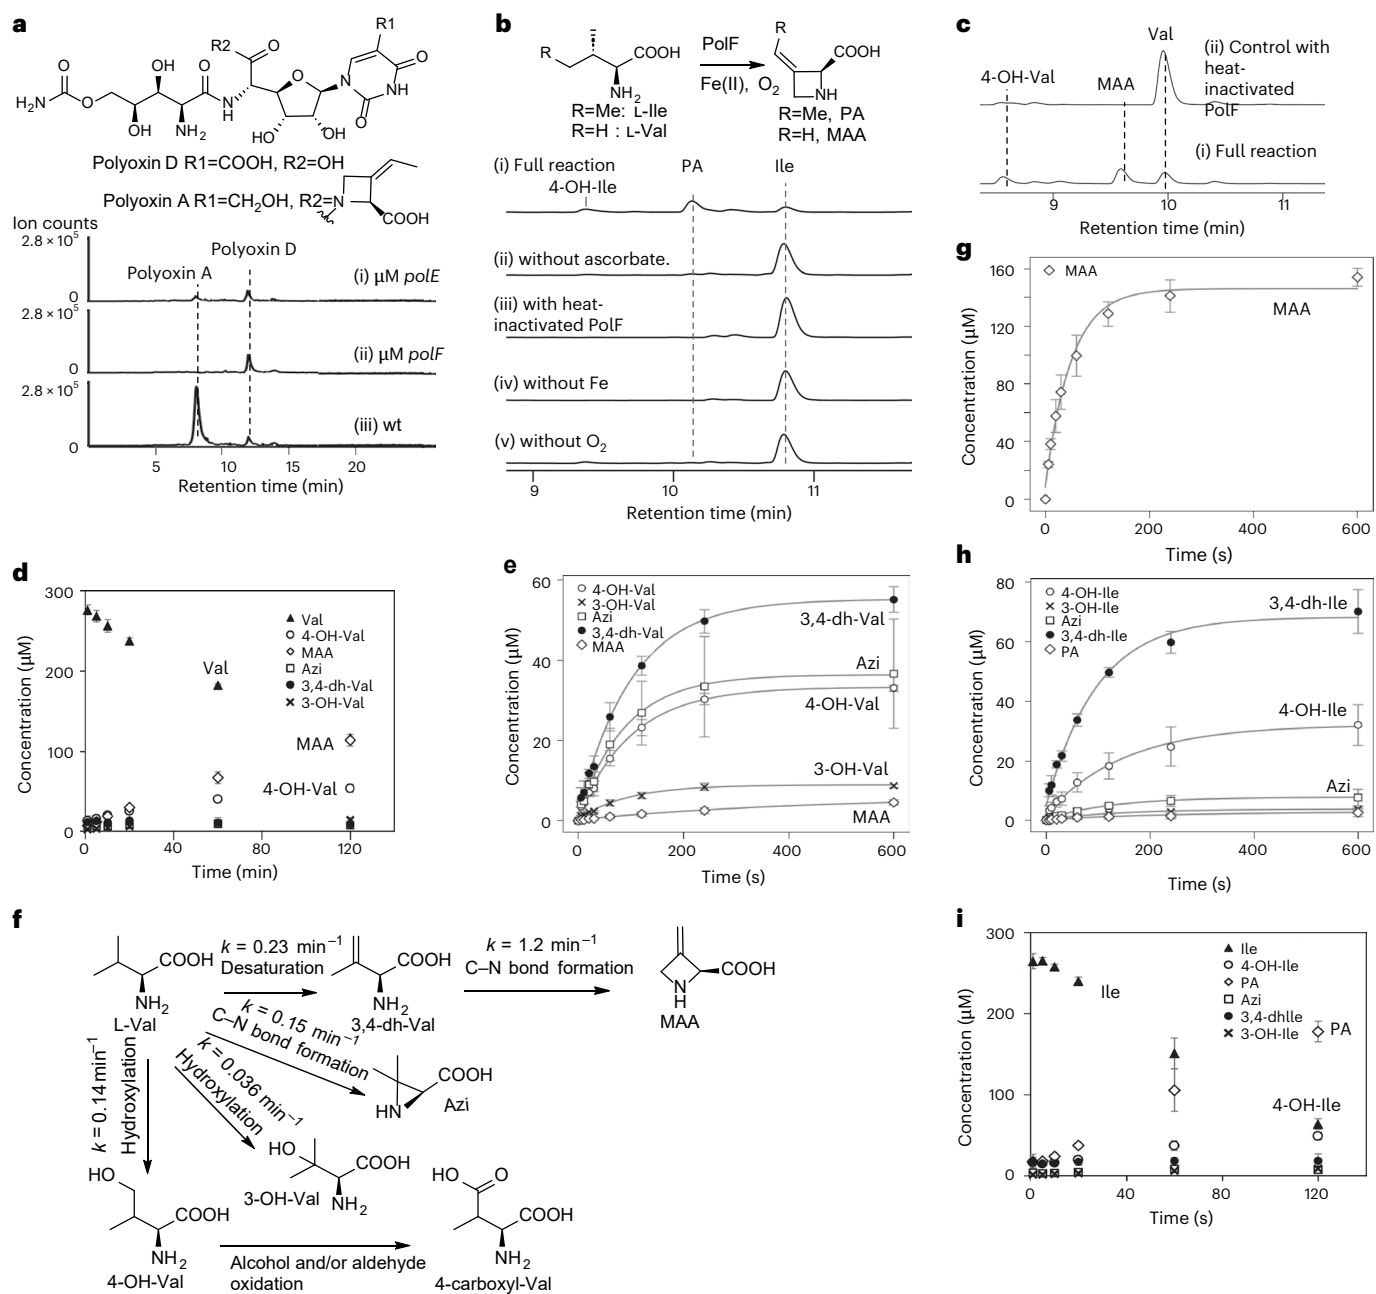 a
R1
R2
O
O
OH
O
O
N
O
NH
H2N
O
N
H
O
OH
NH2
HO
OH
Polyoxin D R1=COOH, R2=OH
Polyoxin A R1=CH2OH, R2=
N
COOH
Ion counts
2.8 × 10^5
Polyoxin D
Polyoxin A
(i) μM polE
0
2.8 × 10^5
(ii) μM polF
0
2.8 × 10^5
(iii) wt
0
5 10 15 20
Retention time (min)
b
R
COOH
NH2
PolF
Fe(II), O2
R
COOH
NH
R=Me: L-Ile
R=H : L-Val
R=Me, PA
R=H, MAA
(i) Full reaction
4-OH-Ile
PA
Ile
(ii) without ascorbate.
(iii) with heat-
inactivated PolF
(iv) without Fe
(v) without O2
9 10 11
Retention time (min)
c
Val
4-OH-Val
MAA
(ii) Control with
heat-
inactivated
PolF
(i) Full reaction
9 10 11
Retention time (min)
g
160
120
80
40
0
MAA
MAA
Concentration (μM)
0 200 400 600
Time (s)
d
300
200
100
0
Val
4-OH-Val
MAA
Azi
3,4-dh-Val
3-OH-Val
Val
MAA
4-OH-Val
Concentration (μM)
0 40 80 120
Time (min)
e
60
40
20
0
4-OH-Val
3-OH-Val
Azi
3,4-dh-Val
MAA
3,4-dh-Val
Azi
4-OH-Val
3-OH-Val
MAA
Concentration (μM)
0 200 400 600
Time (s)
h
80
60
40
20
0
4-OH-Ile
3-OH-Ile
Azi
3,4-dh-Ile
PA
3,4-dh-Ile
4-OH-Ile
Azi
Concentration (μM)
0 200 400 600
Time (s)
f
COOH
NH2
L-Val
k = 0.23 min−1
Desaturation
COOH
NH2
3,4-dh-Val
k = 1.2 min−1
C–N bond formation
COOH
N
H
MAA
k = 0.15 min−1
C–N bond formation
COOH
HN
Azi
k = 0.036 min−1
Hydroxylation
HO
COOH
NH2
3-OH-Val
k = 0.14min−1
Hydroxylation
HO
COOH
NH2
4-OH-Val
Alcohol and/or aldehyde
oxidation
HO
O
COOH
NH2
4-carboxyl-Val
i
300
200
100
0
Ile
4-OH-Ile
PA
Azi
3,4-dhIle
3-OH-Ile
Ile
PA
4-OH-Ile
Concentration (μM)
0 40 80 120
Time (s)